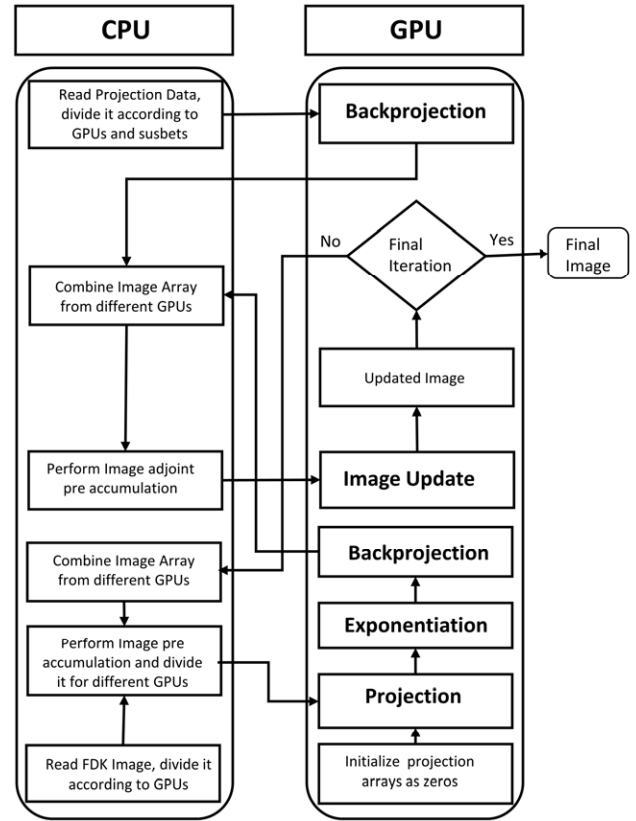 CPU
GPU
Read Projection Data,
divide it according to
GPUs and susbets
Backprojection
No
Final
Iteration
Yes
Final
Image
Combine Image Array
from different GPUs
Updated Image
Perform Image adjoint
pre accumulation
Image Update
Combine Image Array
from different GPUs
Backprojection
Exponentiation
Perform Image pre
accumulation and divide
it for different GPUs
Projection
Read FDK Image, divide it
according to GPUs
Initialize projection
arrays as zeros